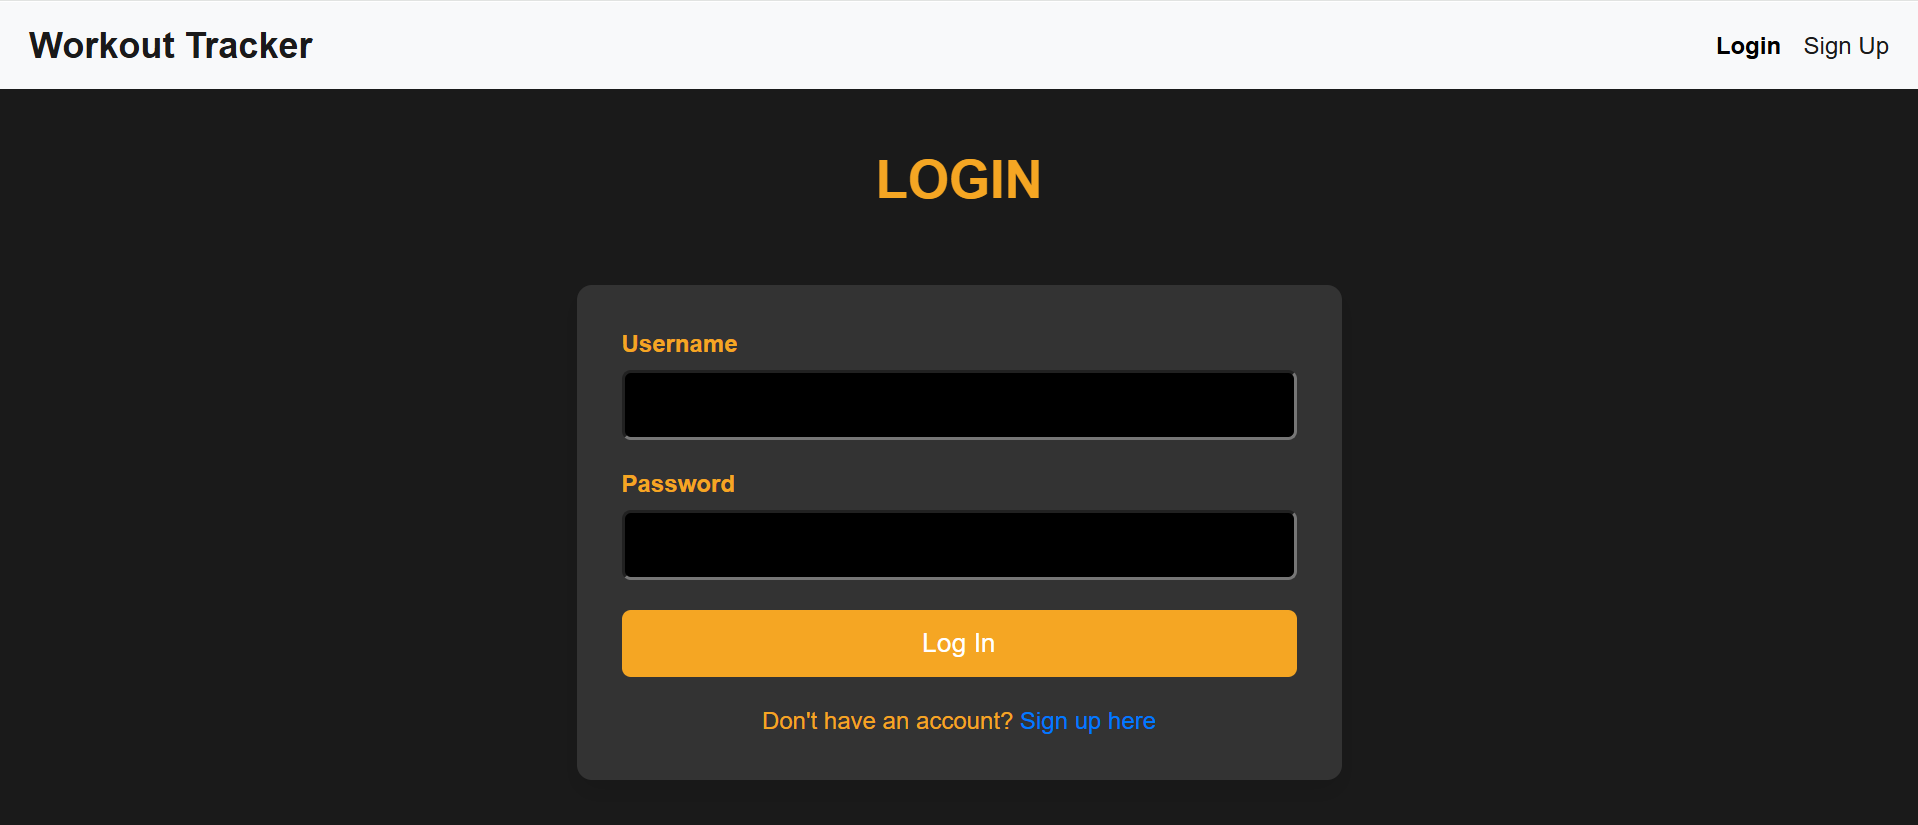 Workout Tracker
Login Sign Up
LOGIN
Username
Password
Log In
Don't have an account? Sign up here